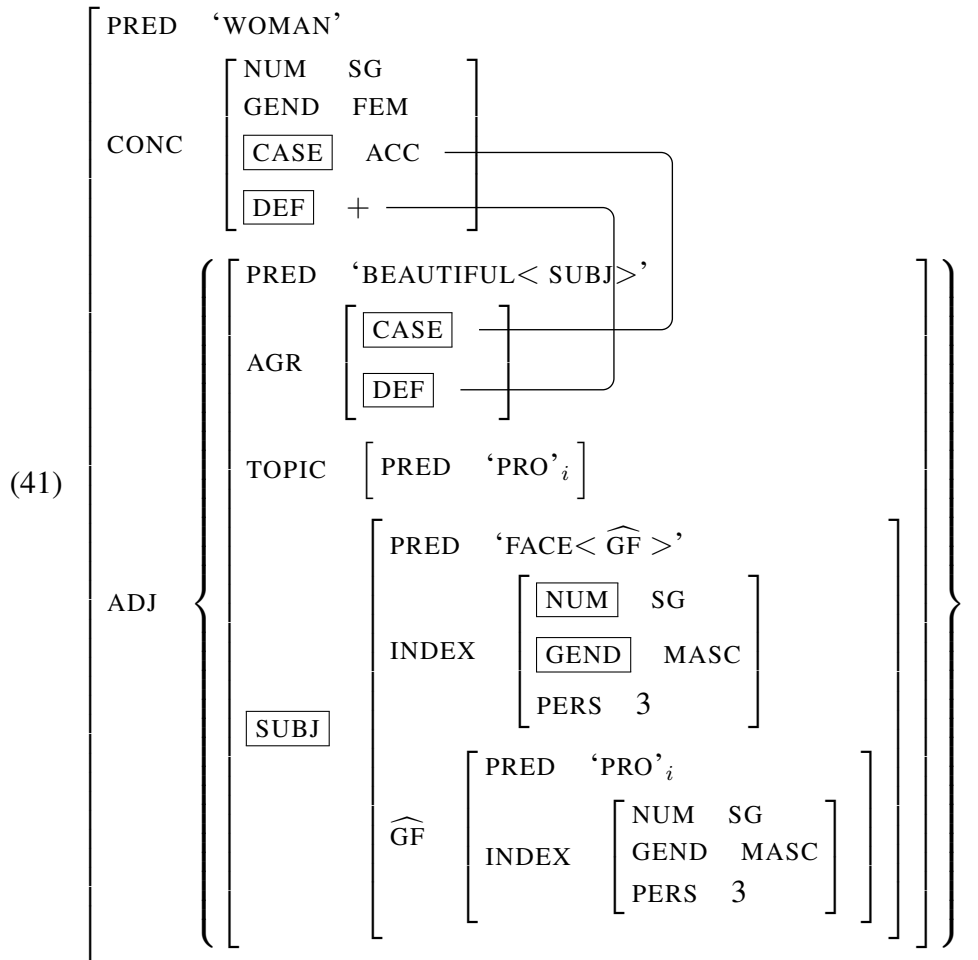 PRED ‘WOMAN’
NUM SG
GEND FEM
CONC CASE ACC
DEF +
PRED ‘BEAUTIFUL< SUBJ>’
CASE
AGR
DEF
(41) TOPIC PRED ‘PRO’i
PRED ‘FACE< GF̂ >’
ADJ NUM SG
INDEX GEND MASC
PERS 3
SUBJ
PRED ‘PRO’i
NUM SG
GF̂ INDEX GEND MASC
PERS 3